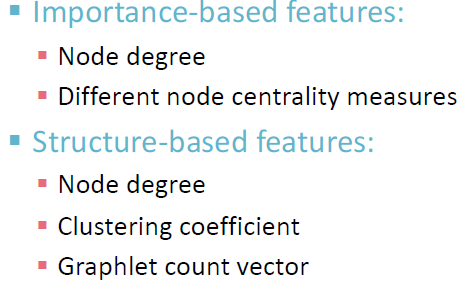 Importance-based features:
Node degree
Different node centrality measures
Structure-based features:
Node degree
Clustering coefficient
Graphlet count vector